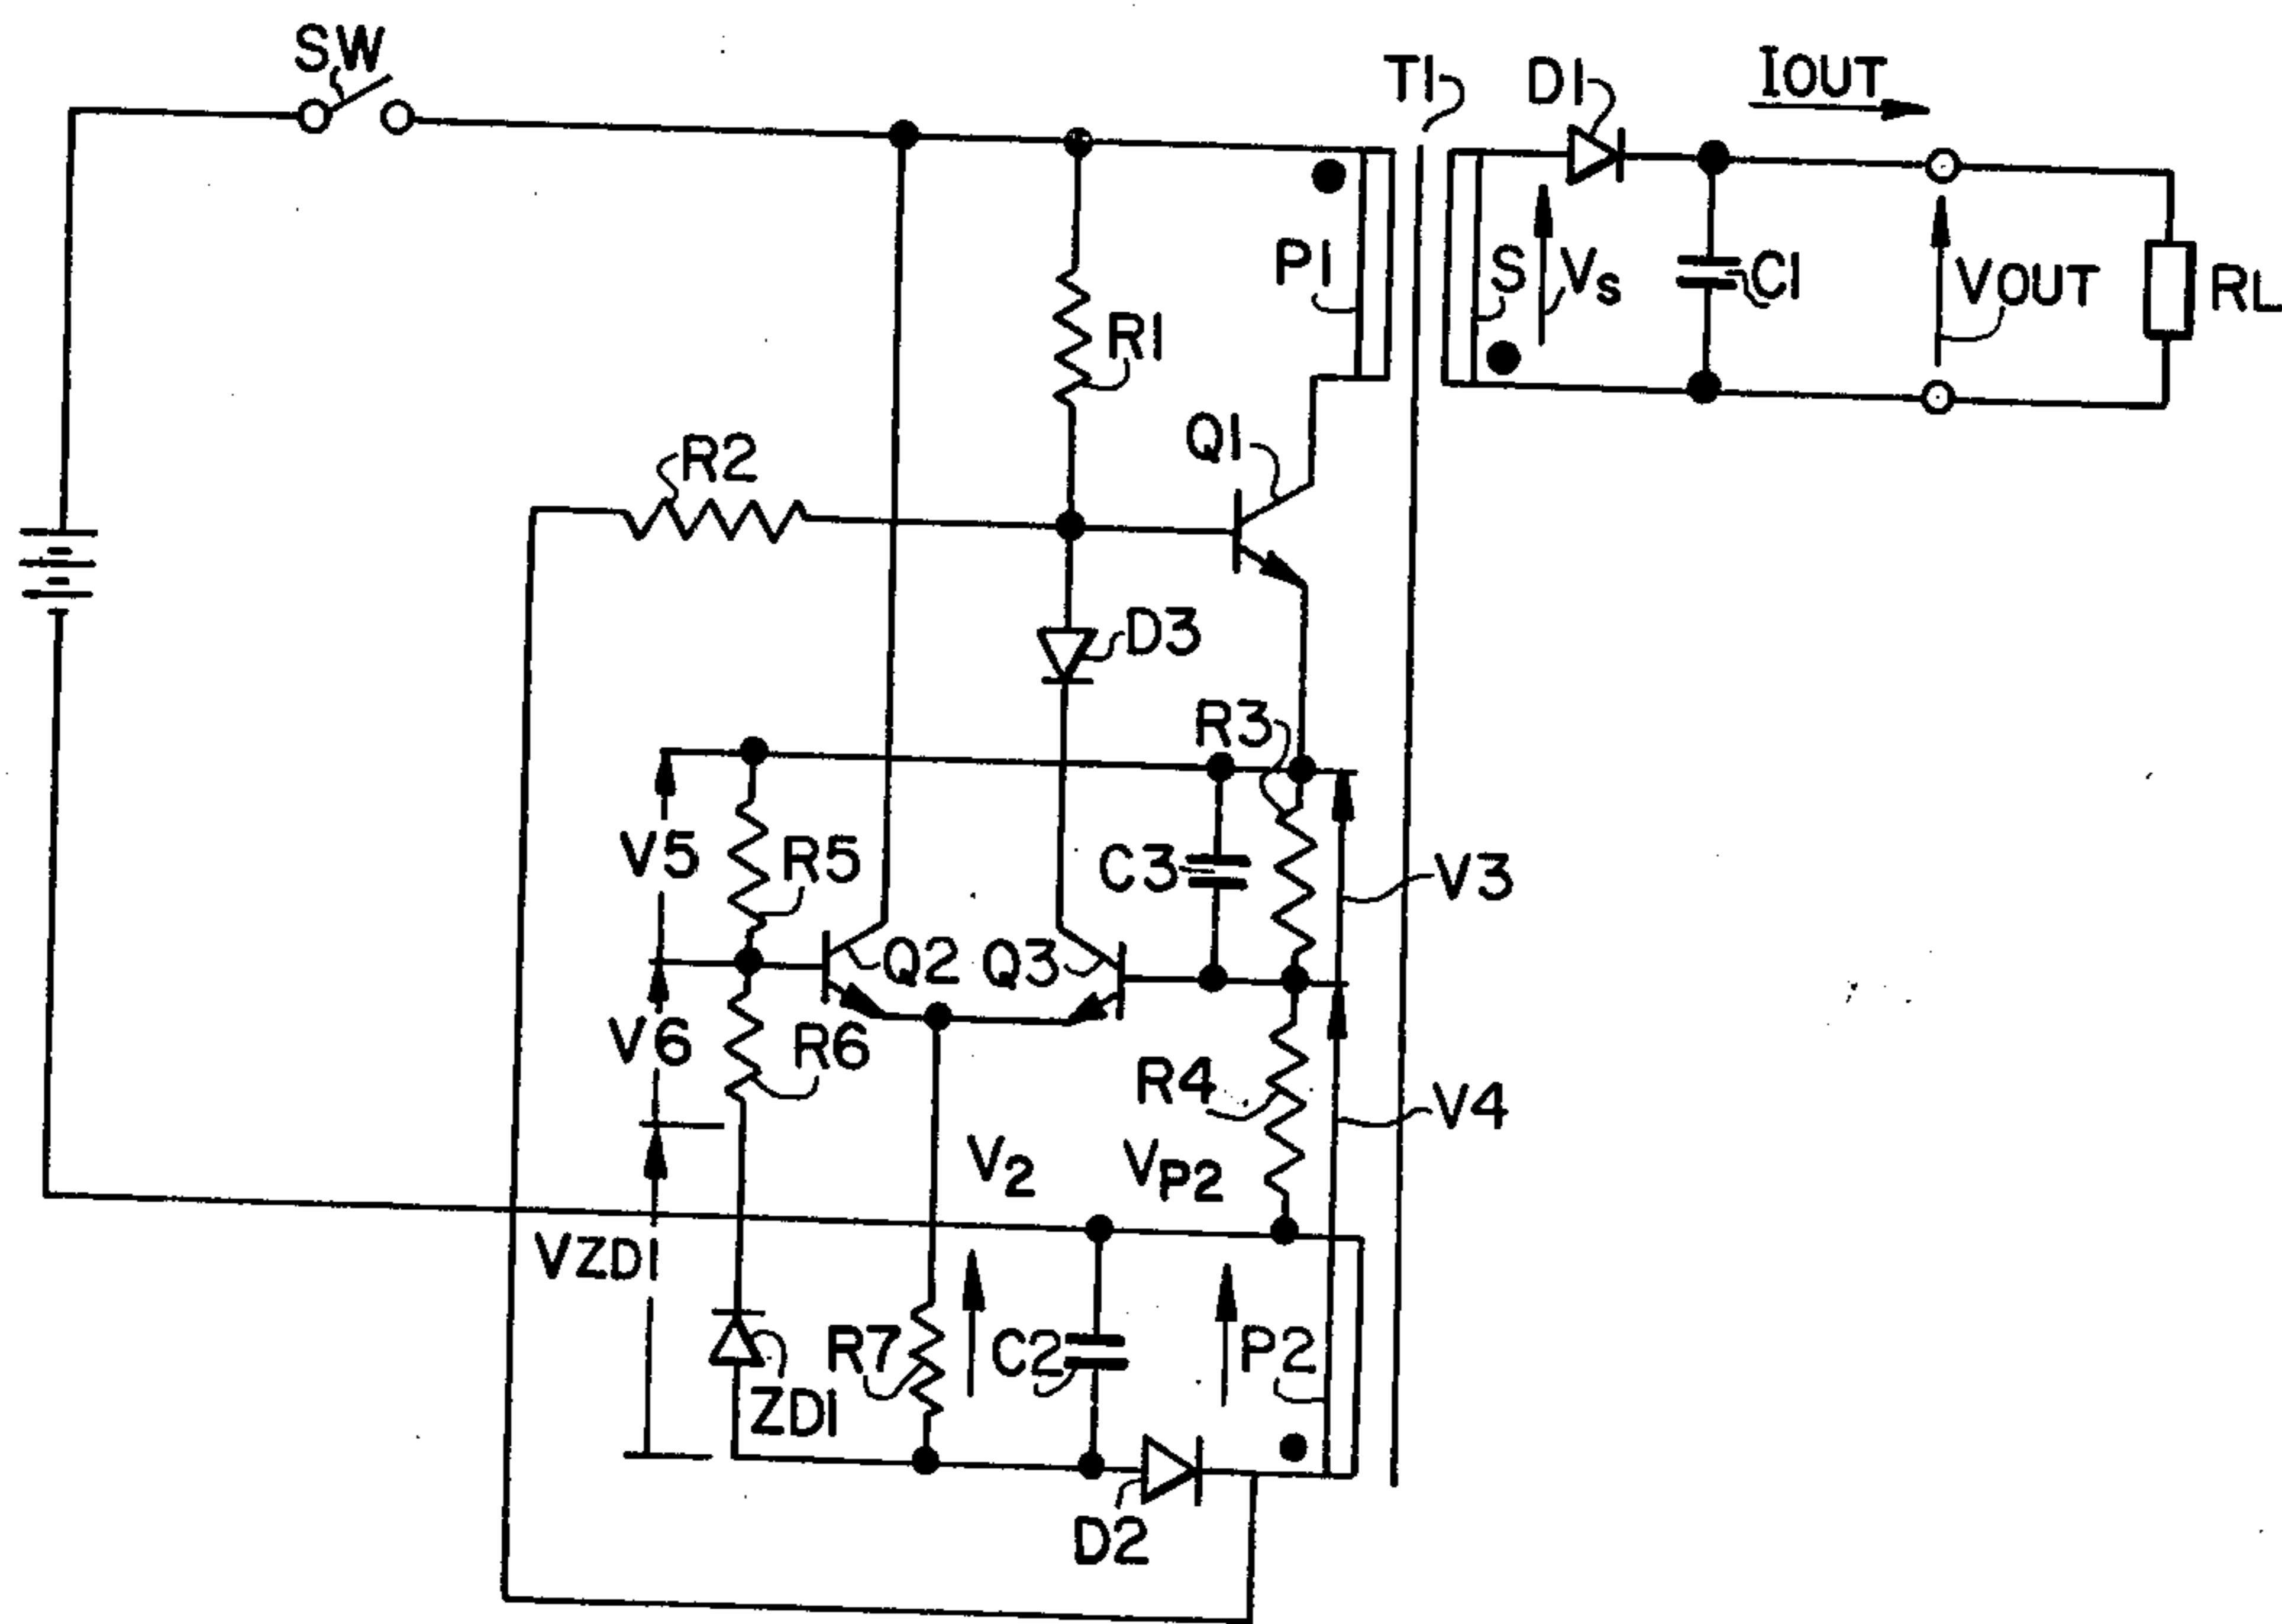 SW
T1
D1
IOUT
P1
S
VS
C1
VOUT
RL
R1
Q1
R2
D3
R3
V5
R5
C3
V3
Q2
Q3
V6
R6
R4
V4
V2
VP2
VZD1
R7
C2
P2
ZD1
D2